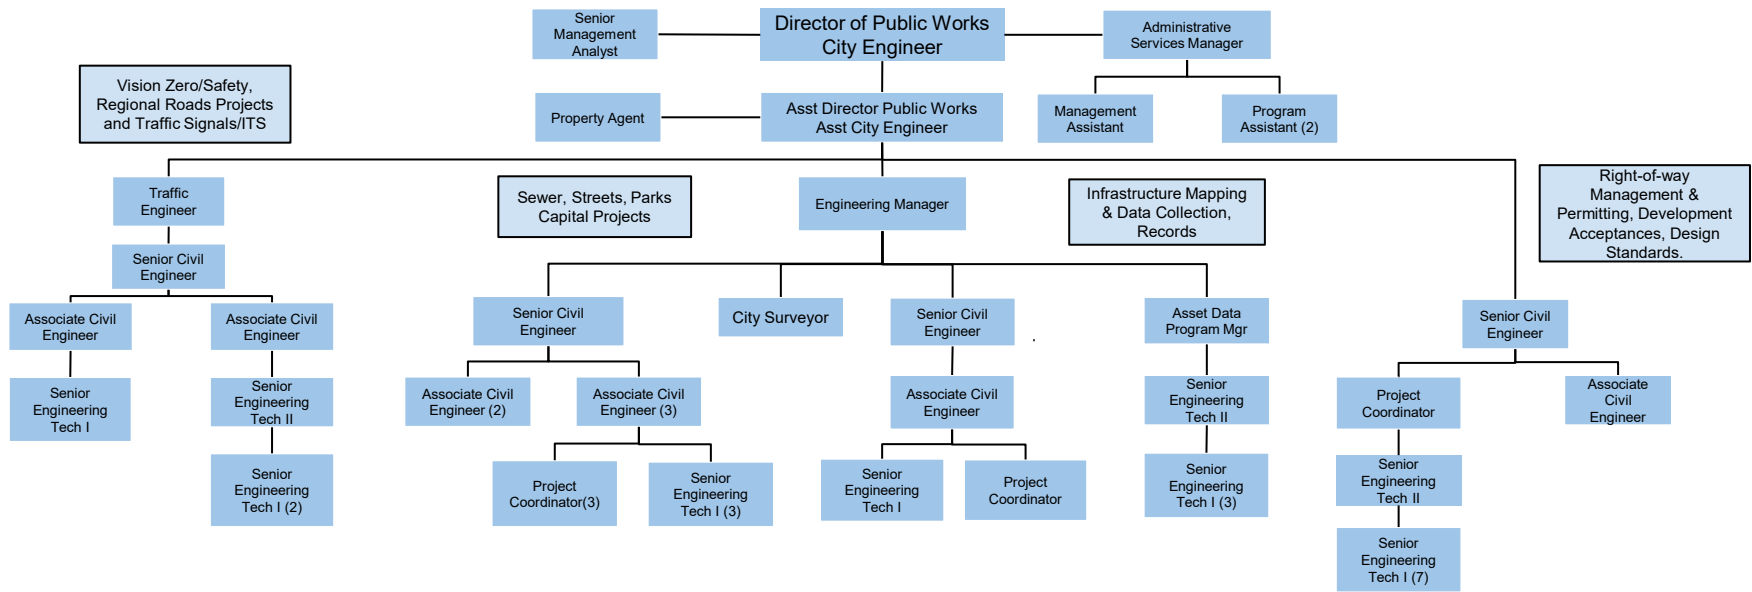 Senior
Management
Analyst
Director of Public Works
City Engineer
Administrative
Services Manager
Vision Zero/Safety,
Regional Roads Projects
and Traffic Signals/ITS
Property Agent
Asst Director Public Works
Asst City Engineer
Management
Assistant
Program
Assistant (2)
Traffic
Engineer
Sewer, Streets, Parks
Capital Projects
Engineering Manager
Infrastructure Mapping
& Data Collection,
Records
Right-of-way
Management &
Permitting, Development
Acceptances, Design
Standards.
Senior Civil
Engineer
Associate Civil
Engineer
Associate Civil
Engineer
Senior Civil
Engineer
City Surveyor
Senior Civil
Engineer
Asset Data
Program Mgr
Senior Civil
Engineer
Senior
Engineering
Tech I
Senior
Engineering
Tech II
Associate Civil
Engineer (2)
Associate Civil
Engineer (3)
Associate Civil
Engineer
Senior
Engineering
Tech II
Project
Coordinator
Associate
Civil
Engineer
Senior
Engineering
Tech I (2)
Project
Coordinator(3)
Senior
Engineering
Tech I (3)
Senior
Engineering
Tech I
Project
Coordinator
Senior
Engineering
Tech I (3)
Senior
Engineering
Tech II
Senior
Engineering
Tech I (7)